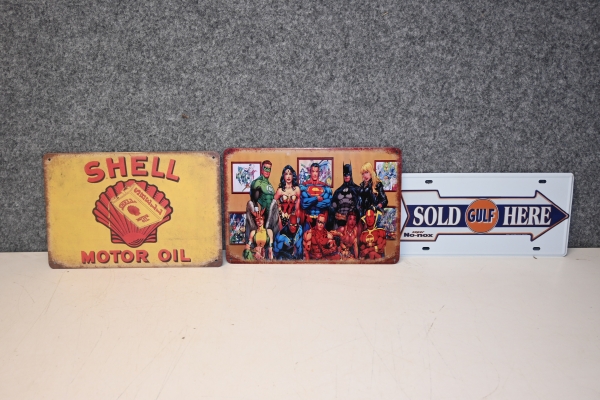 SHELL
MOTOR OIL
SOLD GULF HERE
No-nox